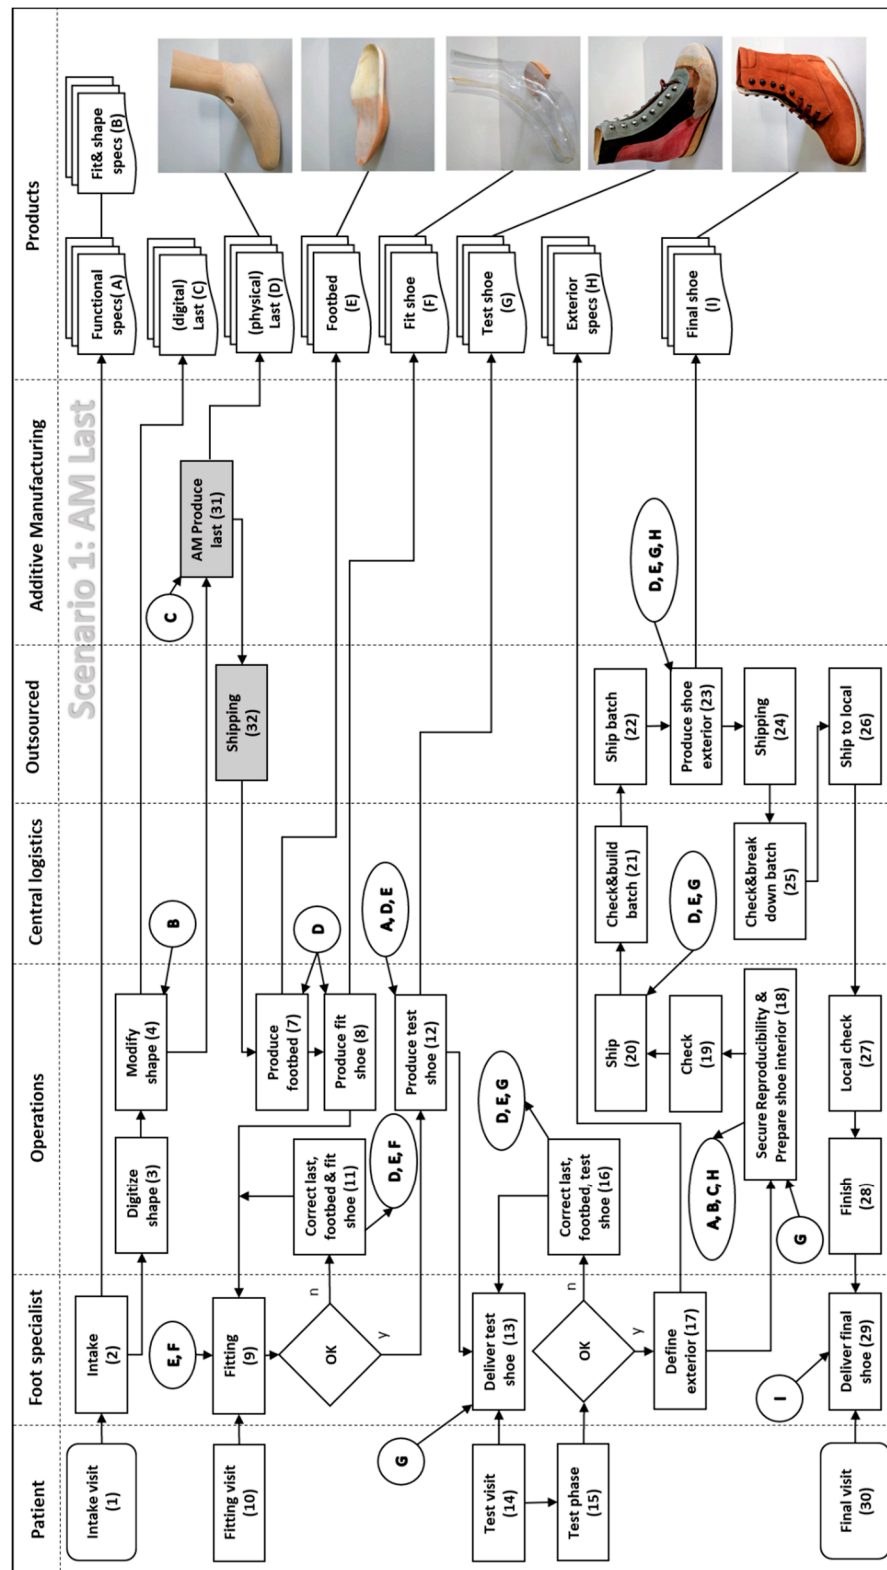 Scenario 1: AM Last
Patient
Foot specialist
Operations
Central logistics
Outsourced
Additive Manufacturing
Products
Intake visit
(1)
Intake
(2)
Functional
specs( A)
Fit& shape
specs (B)
Digitize
shape (3)
Modify
shape (4)
B
(digital)
Last (C)
C
AM Produce
last (31)
(physical)
Last (D)
Shipping
(32)
E, F
Fitting visit
(10)
Fitting
(9)
Produce
footbed (7)
D
Footbed
(E)
Produce fit
shoe (8)
Fit shoe
(F)
OK
n
y
Correct last,
footbed & fit
shoe (11)
D, E, F
A, D, E
Produce test
shoe (12)
Test shoe
(G)
G
Test visit
(14)
Deliver test
shoe (13)
D, E, G
Test phase
(15)
OK
n
y
Correct last,
footbed, test
shoe (16)
Exterior
specs (H)
Define
exterior (17)
A, B, C, H
G
Secure Reproducibility &
Prepare shoe interior (18)
Check
(19)
Ship
(20)
D, E, G
Check&build
batch (21)
Ship batch
(22)
D, E, G, H
Produce shoe
exterior (23)
Final shoe
(I)
Shipping
(24)
Check&break
down batch
(25)
Ship to local
(26)
Local check
(27)
Finish
(28)
I
Deliver final
shoe (29)
Final visit
(30)